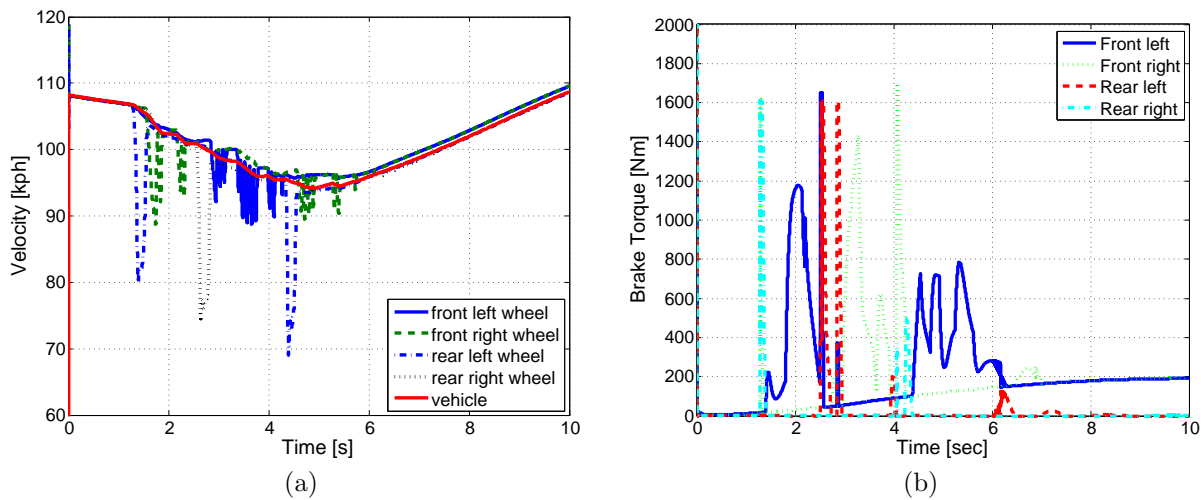 120
110
100
90
80
70
60
Velocity [kph]
0
2
4
6
8
10
Time [s]
front left wheel
front right wheel
rear left wheel
rear right wheel
vehicle
(a)
2000
1800
1600
1400
1200
1000
800
600
400
200
0
Brake Torque [Nm]
0
2
4
6
8
10
Time [sec]
Front left
Front right
Rear left
Rear right
(b)